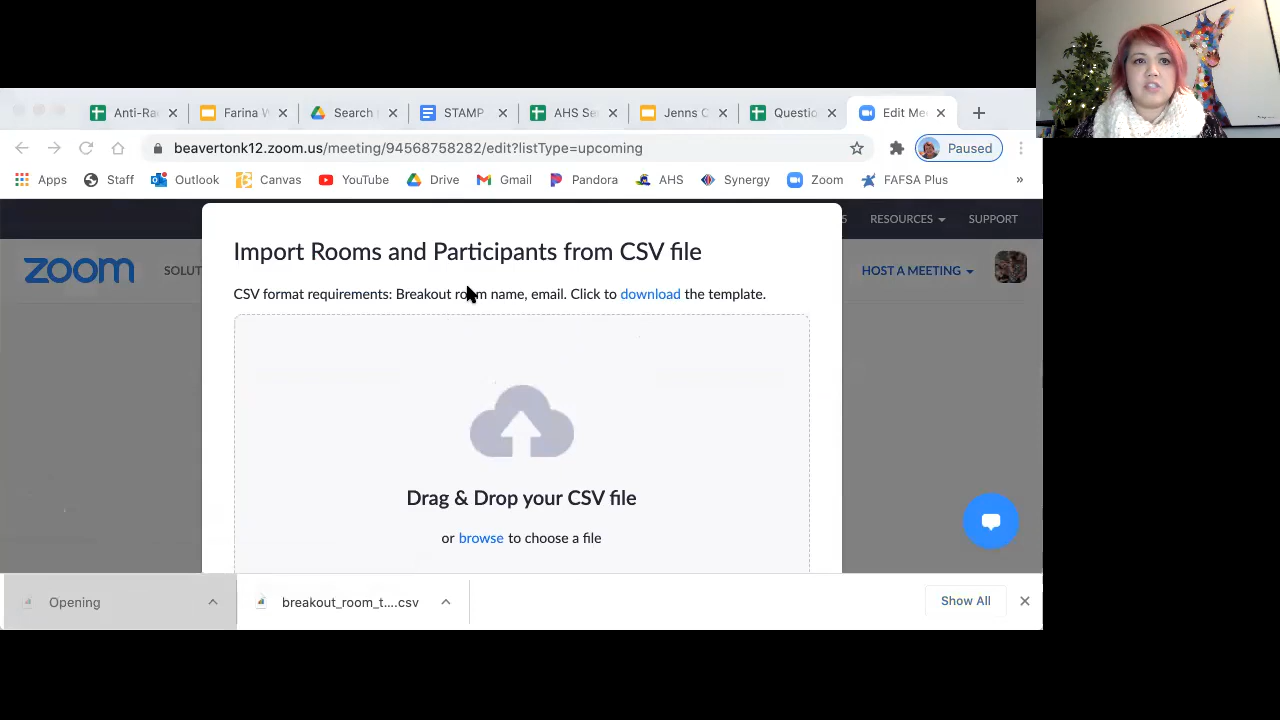 Anti-Ra
Farina W
Search
STAMP
AHS Se
Jenns C
Questio
Edit Me
beavertonk12.zoom.us/meeting/94568758282/edit?listType=upcoming
Paused
Apps
Staff
Outlook
Canvas
YouTube
Drive
Gmail
Pandora
AHS
Synergy
Zoom
FAFSA Plus
»
S
RESOURCES
SUPPORT
zoom
SOLUT
HOST A MEETING
Import Rooms and Participants from CSV file
CSV format requirements: Breakout room name, email. Click to download the template.
Drag & Drop your CSV file
or browse to choose a file
Opening
breakout_room_t....csv
Show All